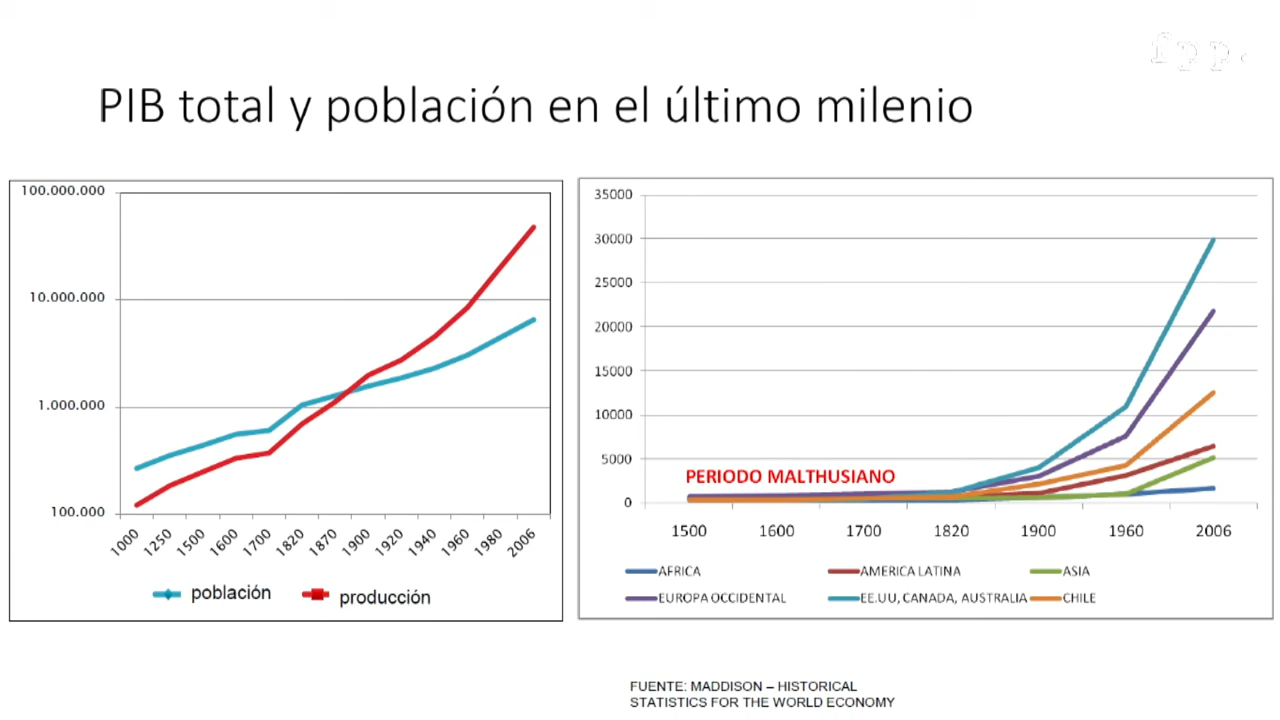 fpp.
PIB total y población en el último milenio
100.000.000
10.000.000
1.000.000
100.000
1000 1250 1500 1600 1700 1820 1870 1900 1920 1940 1960 1980 2006
población producción
35000
30000
25000
20000
15000
10000
5000
0
PERIODO MALTHUSIANO
1500 1600 1700 1820 1900 1960 2006
AFRICA AMERICA LATINA ASIA
EUROPA OCCIDENTAL EE.UU, CANADA, AUSTRALIA CHILE
FUENTE: MADDISON – HISTORICAL
STATISTICS FOR THE WORLD ECONOMY